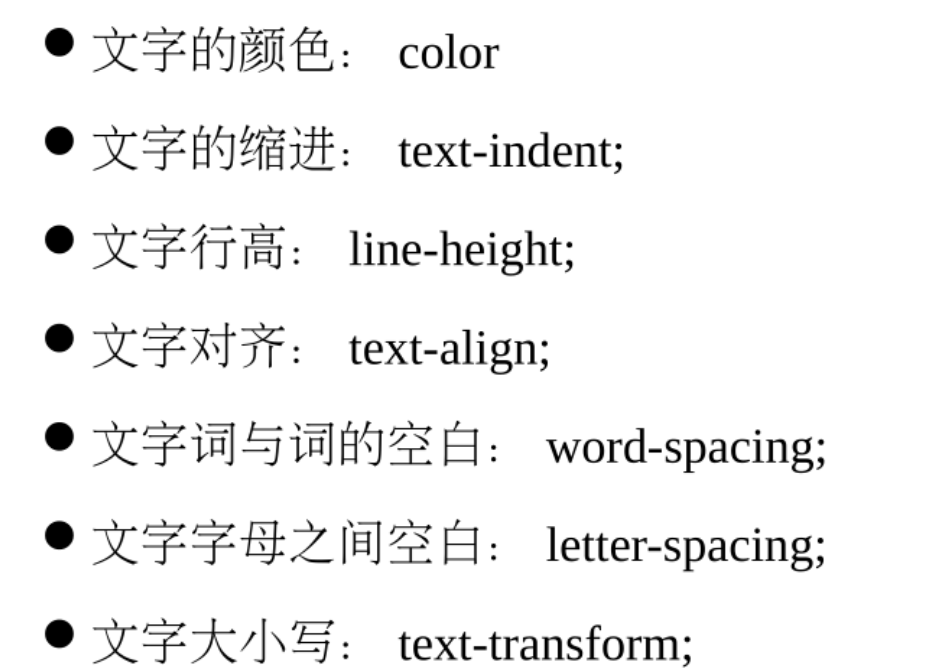 ● 文字的颜色： color
● 文字的缩进： text-indent;
● 文字行高： line-height;
● 文字对齐： text-align;
● 文字词与词的空白： word-spacing;
● 文字字母之间空白： letter-spacing;
● 文字大小写： text-transform;